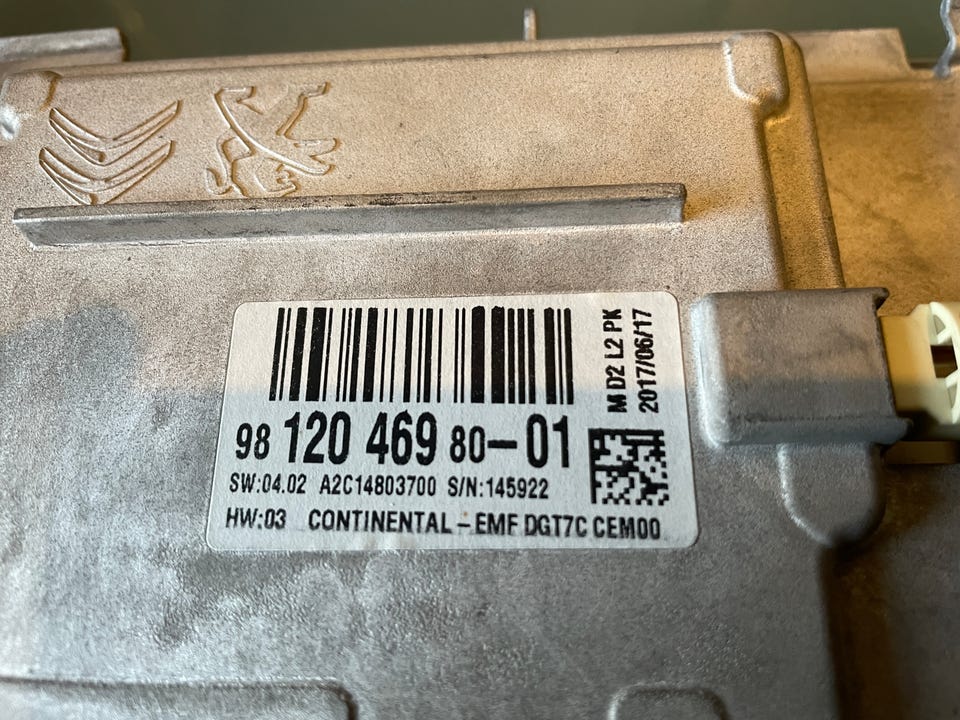 98 120 469 80-01
SW:04.02 A2C14803700 S/N:145922
HW:03 CONTINENTAL-EMF DGT7C CEM00
M D2 L2 PK
2017/06/17